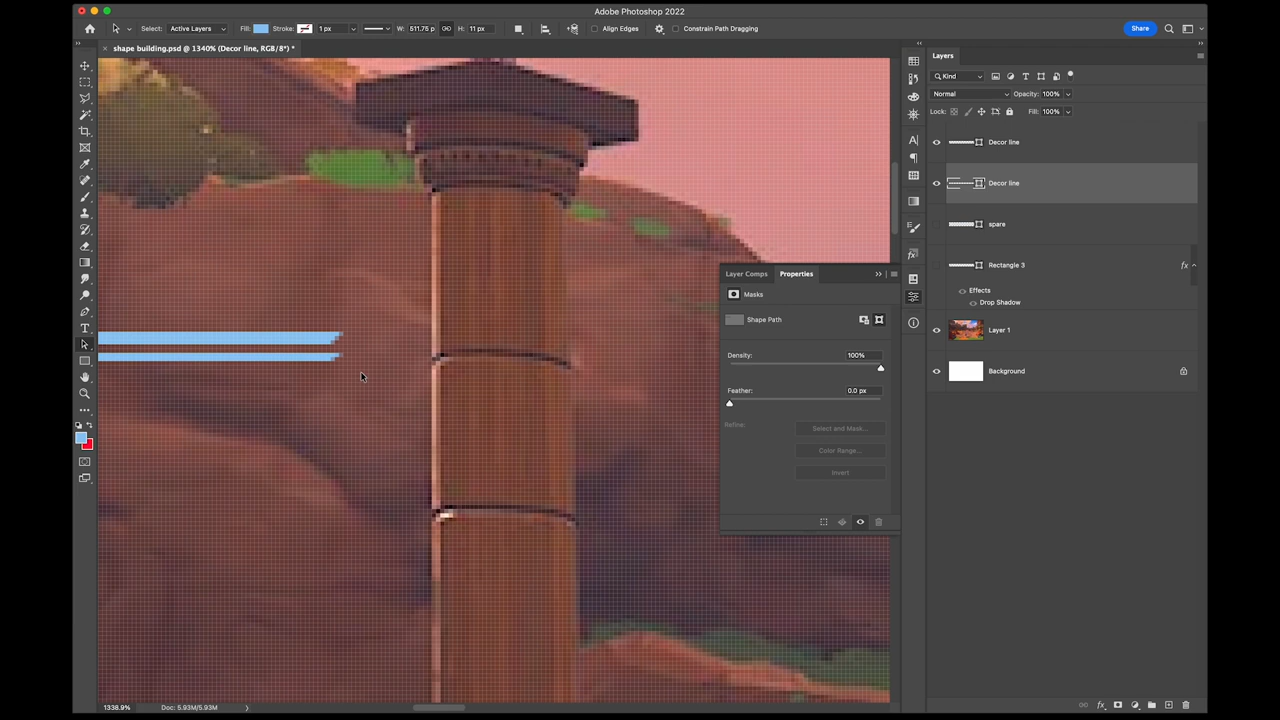 Adobe Photoshop 2022
Select: Active Layers Fill: Stroke: 1 px W: 511.75 p H: 11 px Align Edges Constrain Path Dragging Share
shape building.psd @ 1340% (Decor line, RGB/8*) *
Layers
Kind
Normal Opacity: 100%
Lock: Fill: 100%
Decor line
Decor line
spare
Rectangle 3 fx
Effects
Drop Shadow
Layer 1
Background
Layer Comps Properties
Masks
Shape Path
Density: 100%
Feather: 0.0 px
Refine: Select and Mask...
Color Range...
Invert
1338.9% Doc: 5.93M/5.93M